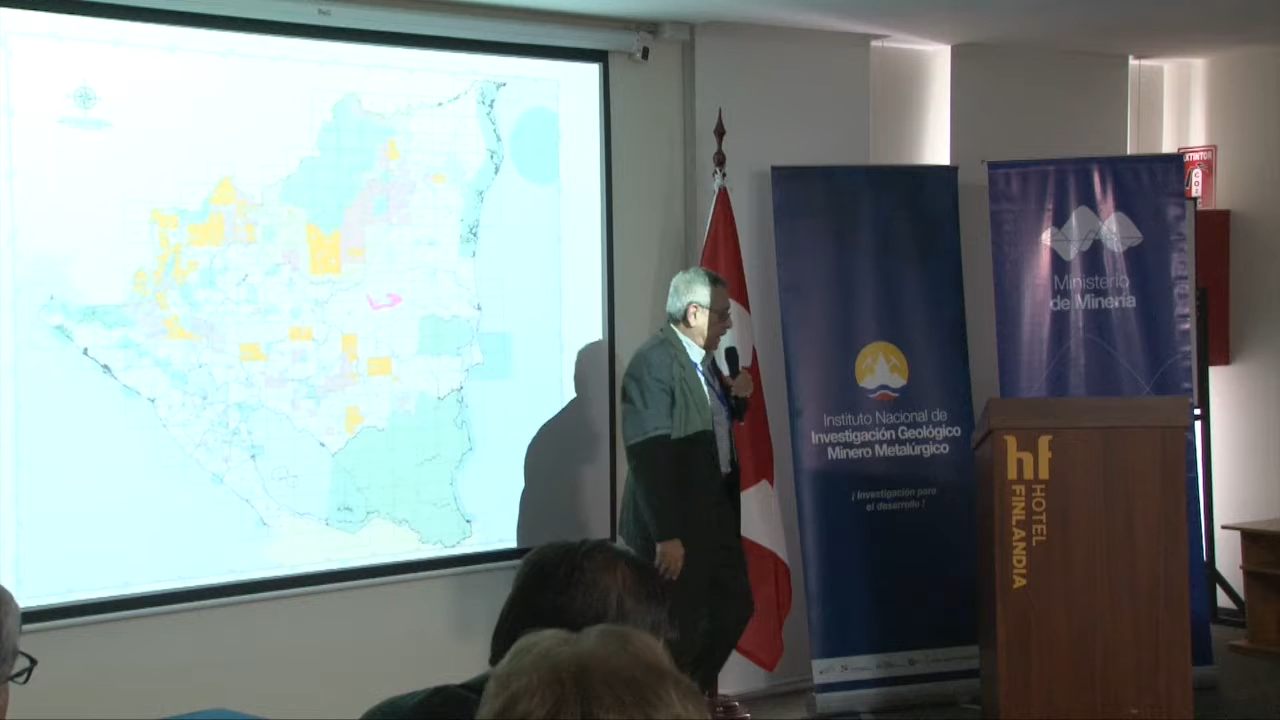 Instituto Nacional de
Investigación Geológico
Minero Metalúrgico
¡ Investigación para
el desarrollo !
Ministerio
de Minería
EXTINTOR
hf
HOTEL
FINLANDIA